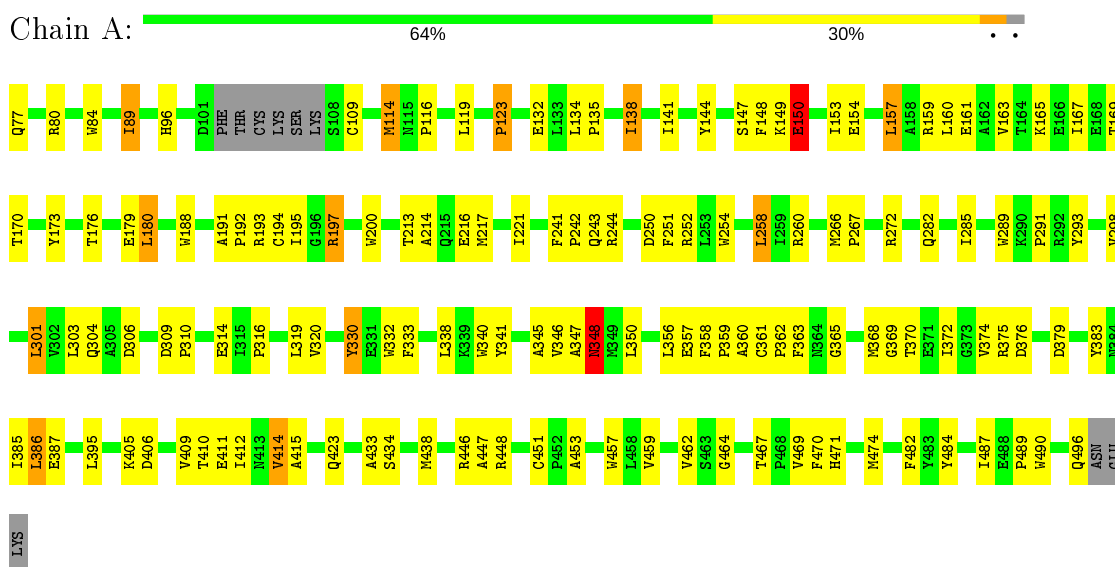 Chain A:
64% 30% • •
Q77 R80 W84 I89 H96 D101 PHE THR CYS LYS SER LYS S108 C109 M114 N115 P116 L119 P123 E132 L133 L134 P135 I138 I141 Y144 S147 F148 K149 E150 I153 E154 L157 A158 R159 L160 E161 A162 V163 T164 K165 E166 I167 E168 T169
T170 Y173 T176 E179 L180 W188 A191 P192 R193 C194 I195 G196 R197 W200 T213 A214 Q215 E216 M217 I221 F241 P242 Q243 R244 D250 F251 R252 L253 W254 L258 I259 R260 M266 P267 R272 Q282 I285 W289 K290 P291 R292 Y293 V298
L301 V302 L303 Q304 A305 D306 D309 P310 E314 I315 P316 L319 V320 Y330 E331 W332 F333 L338 K339 W340 Y341 A345 V346 A347 N348 M349 L350 L356 E357 F358 P359 A360 C361 P362 F363 N364 G365 M368 G369 T370 E371 I372 G373 V374 R375 D376 D379 Y383 N384
I385 L386 E387 L395 K405 D406 V409 T410 E411 I412 N413 V414 A415 Q423 A433 S434 M438 R446 A447 R448 C451 P452 A453 W457 L458 V459 V462 S463 G464 T467 P468 V469 F470 H471 M474 F482 Y483 Y484 I487 E488 P489 W490 Q496 ASN GLU
LYS